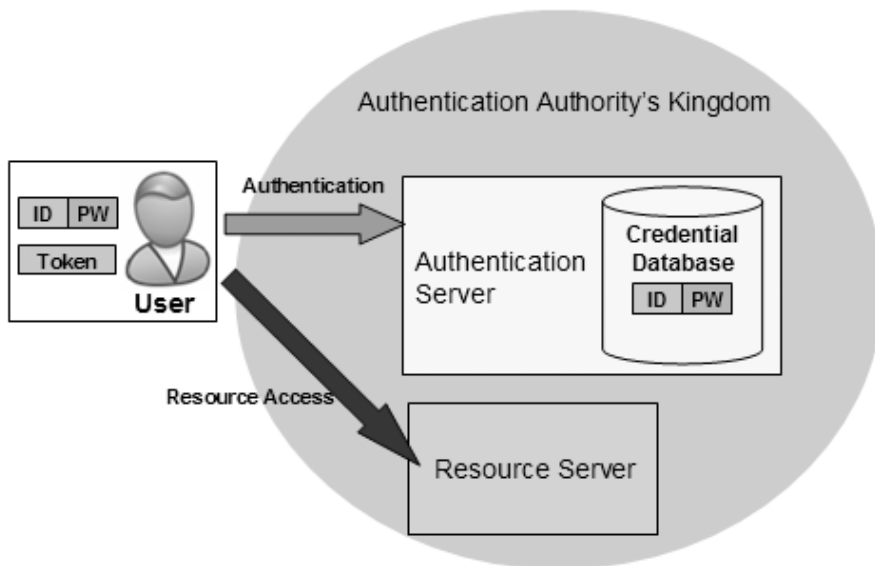 Authentication Authority's Kingdom
Authentication
ID PW
Token
User
Authentication
Server
Credential
Database
ID PW
Resource Access
Resource Server